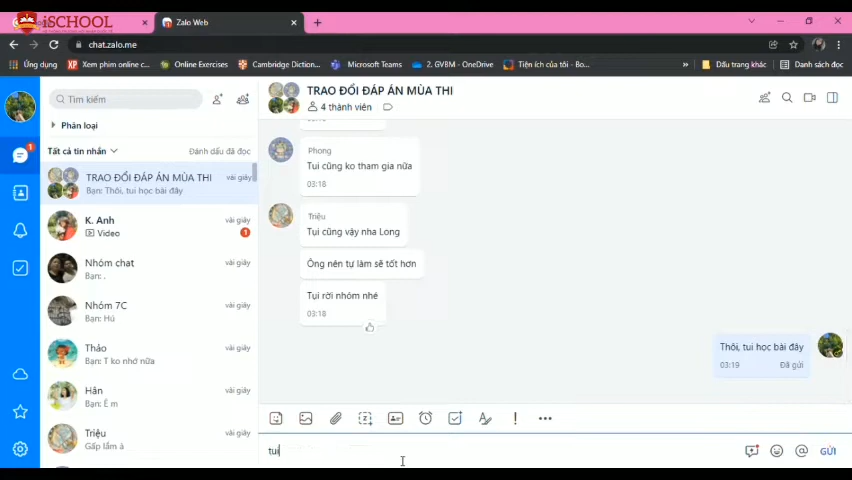 iSCHOOL
Zalo Web
chat.zalo.me
Ứng dụng
XP
Xem phim online c...
Online Exercises
Cambridge Diction...
Microsoft Teams
2. GVBM - OneDrive
Tiện ích của tôi - Bo...
»
Dấu trang khác
Danh sách đọc
Tìm kiếm
Phân loại
Tất cả tin nhắn
Đánh dấu đã đọc
TRAO ĐỔI ĐÁP ÁN MÙA THI
vài giây
Bạn: Thôi, tui học bài đây
1
K. Anh
vài giây
Video
1
Nhóm chat
vài giây
Bạn: .
Nhóm 7C
vài giây
Bạn: Hú
Thảo
vài giây
Bạn: T ko nhớ nữa
Hân
vài giây
Bạn: É m
Triệu
vài giây
Gấp lắm à
TRAO ĐỔI ĐÁP ÁN MÙA THI
4 thành viên
Phong
Tui cũng ko tham gia nữa
03:18
Triệu
Tụi cũng vậy nha Long
Ông nên tự làm sẽ tốt hơn
Tụi rời nhóm nhé
03:18
Thôi, tui học bài đây
03:19
Đã gửi
tui
GỬI